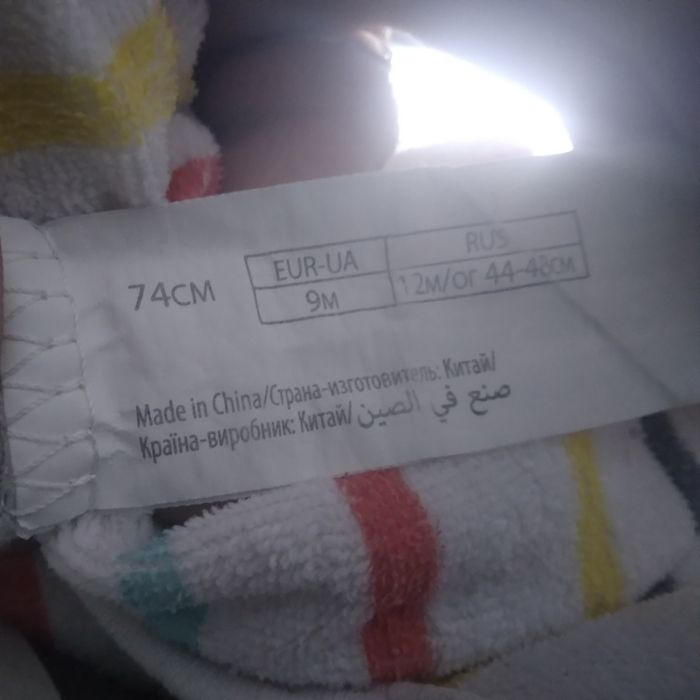 74CM
EUR-UA RUS
9M 12M/ОГ 44-48СМ
Made in China/Страна-изготовитель: Китай/
Країна-виробник: Китай/ صنع في الصين